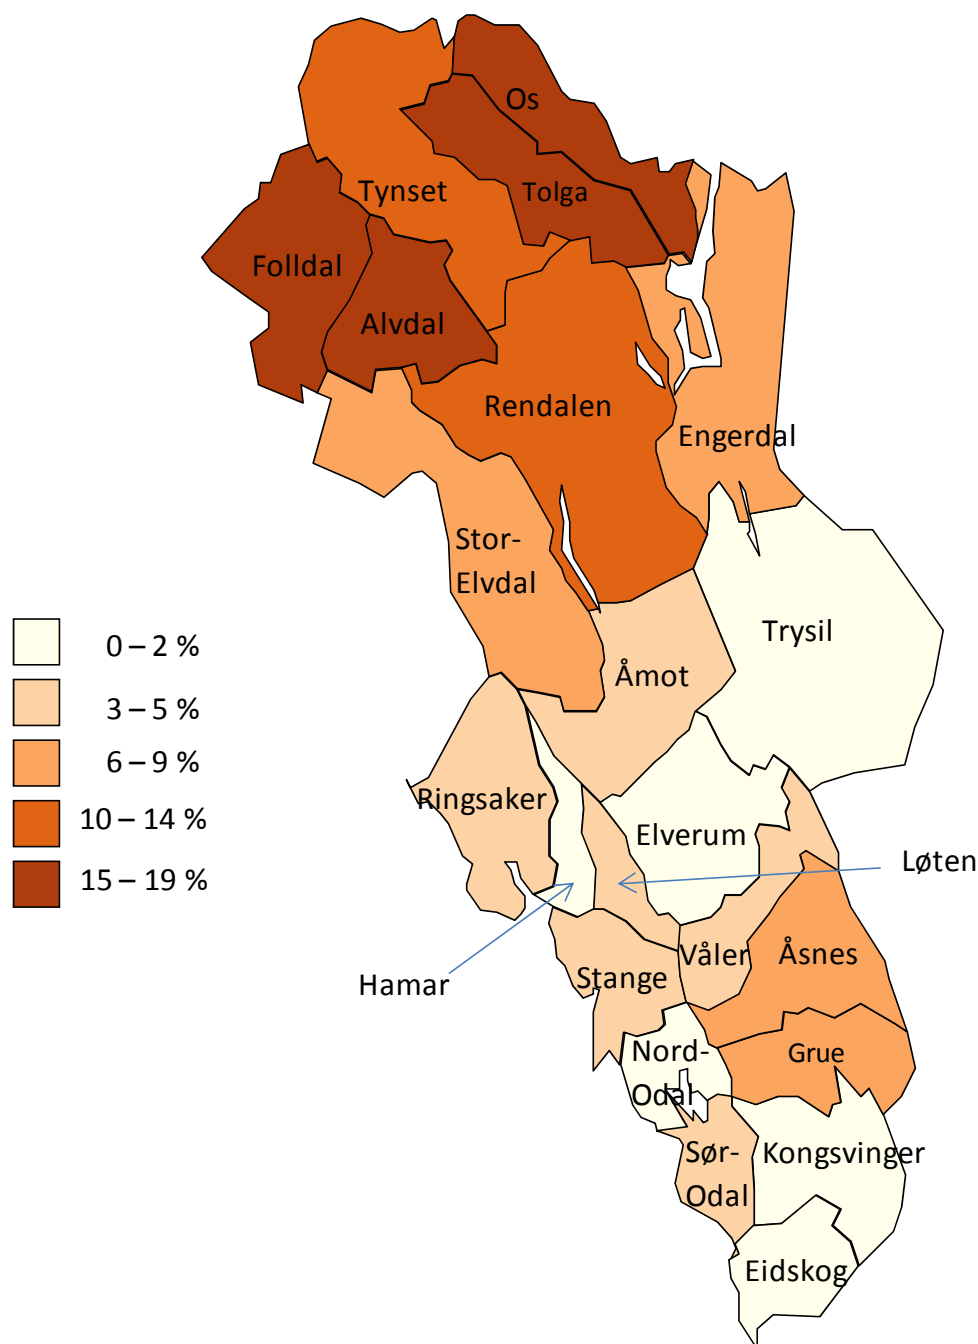 Os
Tynset
Tolga
Folldal
Alvdal
Rendalen
Engerdal
Stor-
Elvdal
Trysil
Åmot
Ringsaker
Elverum
Løten
Hamar
Stange
Våler
Åsnes
Nord-
Odal
Grue
Sør-
Odal
Kongsvinger
Eidskog
0 – 2 %
3 – 5 %
6 – 9 %
10 – 14 %
15 – 19 %